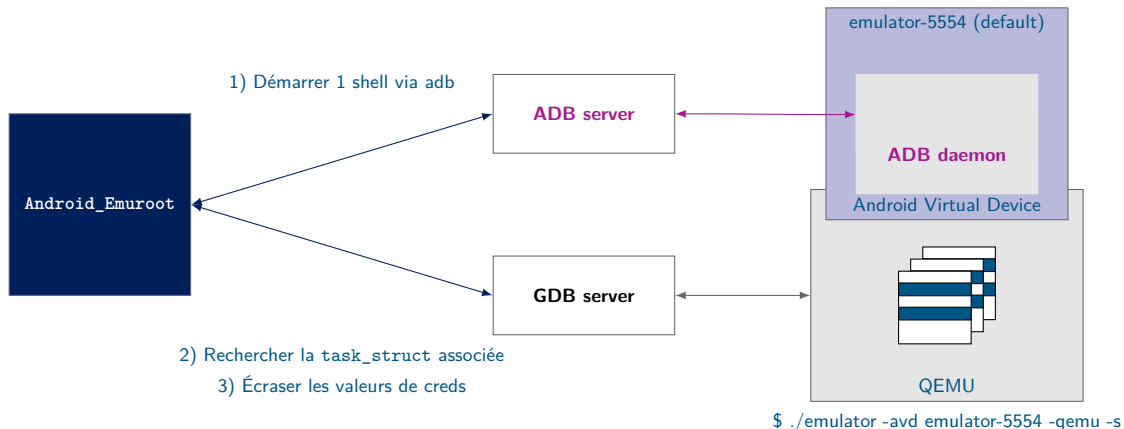 emulator-5554 (default)
1) Démarrer 1 shell via adb
ADB server
ADB daemon
Android_Emuroot
Android Virtual Device
GDB server
2) Rechercher la task_struct associée
3) Écraser les valeurs de creds
QEMU
$ ./emulator -avd emulator-5554 -qemu -s